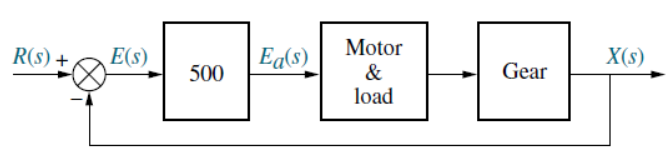 R(s) + E(s) 500 Ea(s) Motor & load Gear X(s)
−